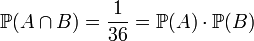 ℙ(A ∩ B) = 1/36 = ℙ(A) · ℙ(B)